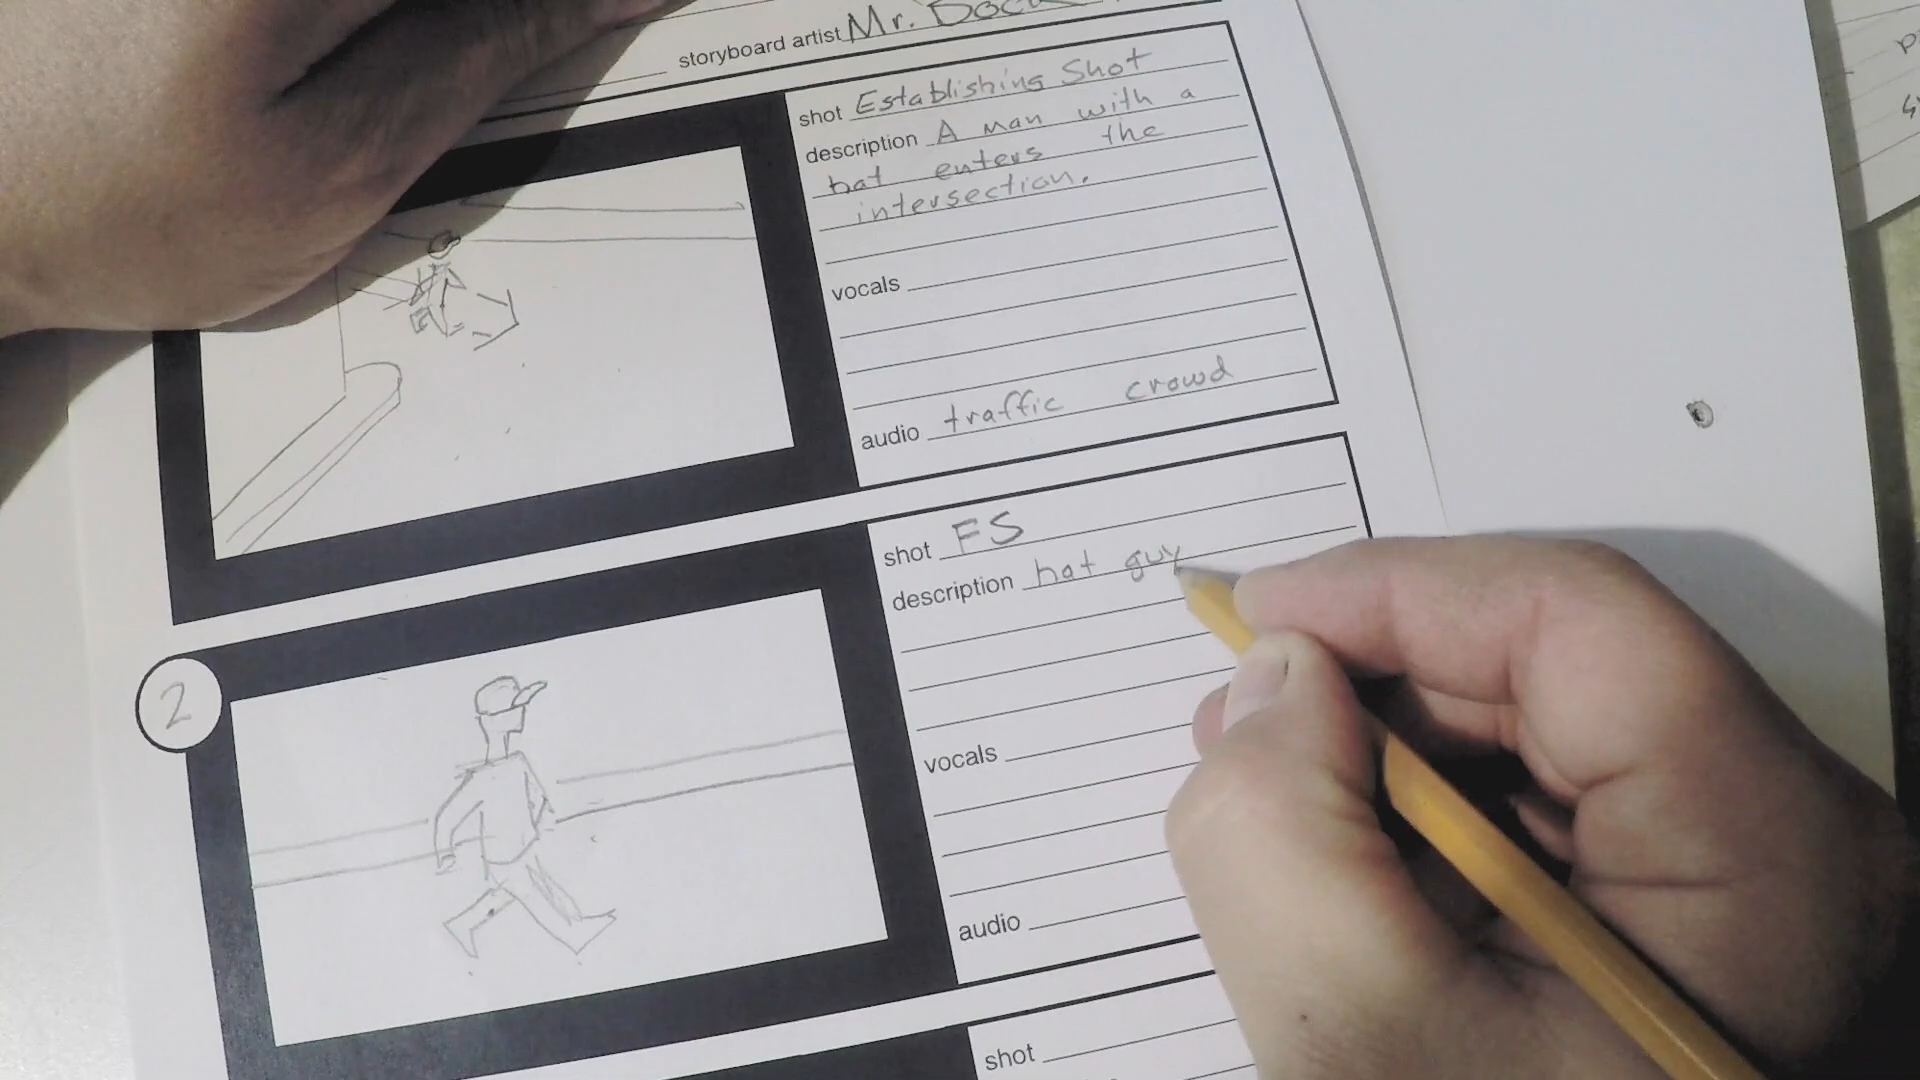 storyboard artist Mr.
shot Establishing Shot
description A man with a
hat enters the
intersection.
vocals
audio traffic crowd
2
shot FS
description hat guy
vocals
audio
shot